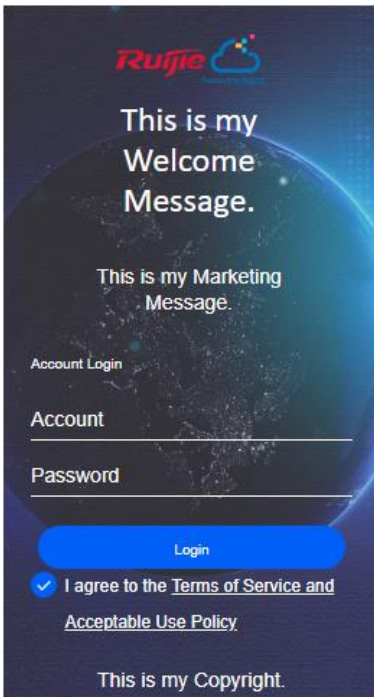 Ruijie
This is my
Welcome
Message.
This is my Marketing
Message.
Account Login
Account
Password
Login
I agree to the Terms of Service and
Acceptable Use Policy
This is my Copyright.